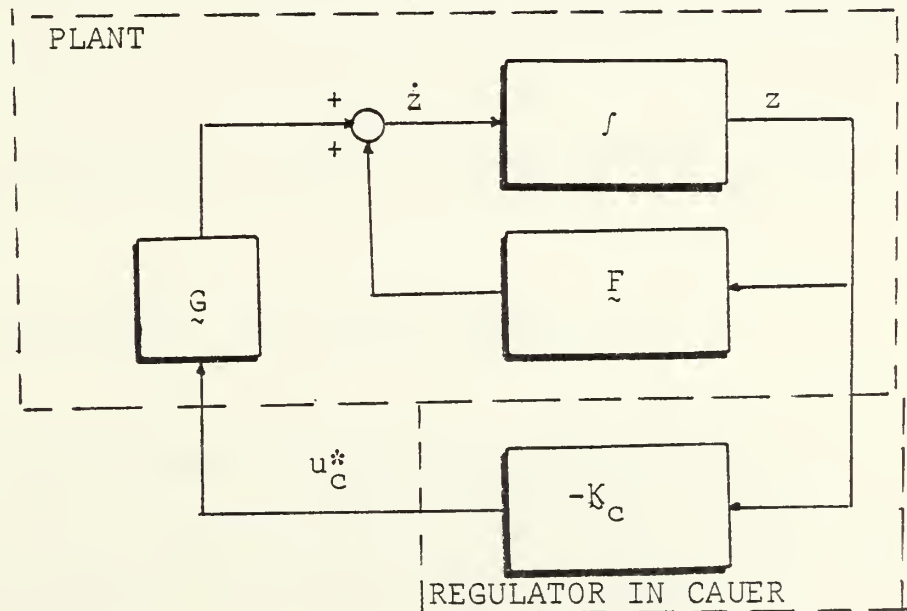 PLANT
+
ż
z
+
∫
G
F
u*c
-Kc
REGULATOR IN CAUER